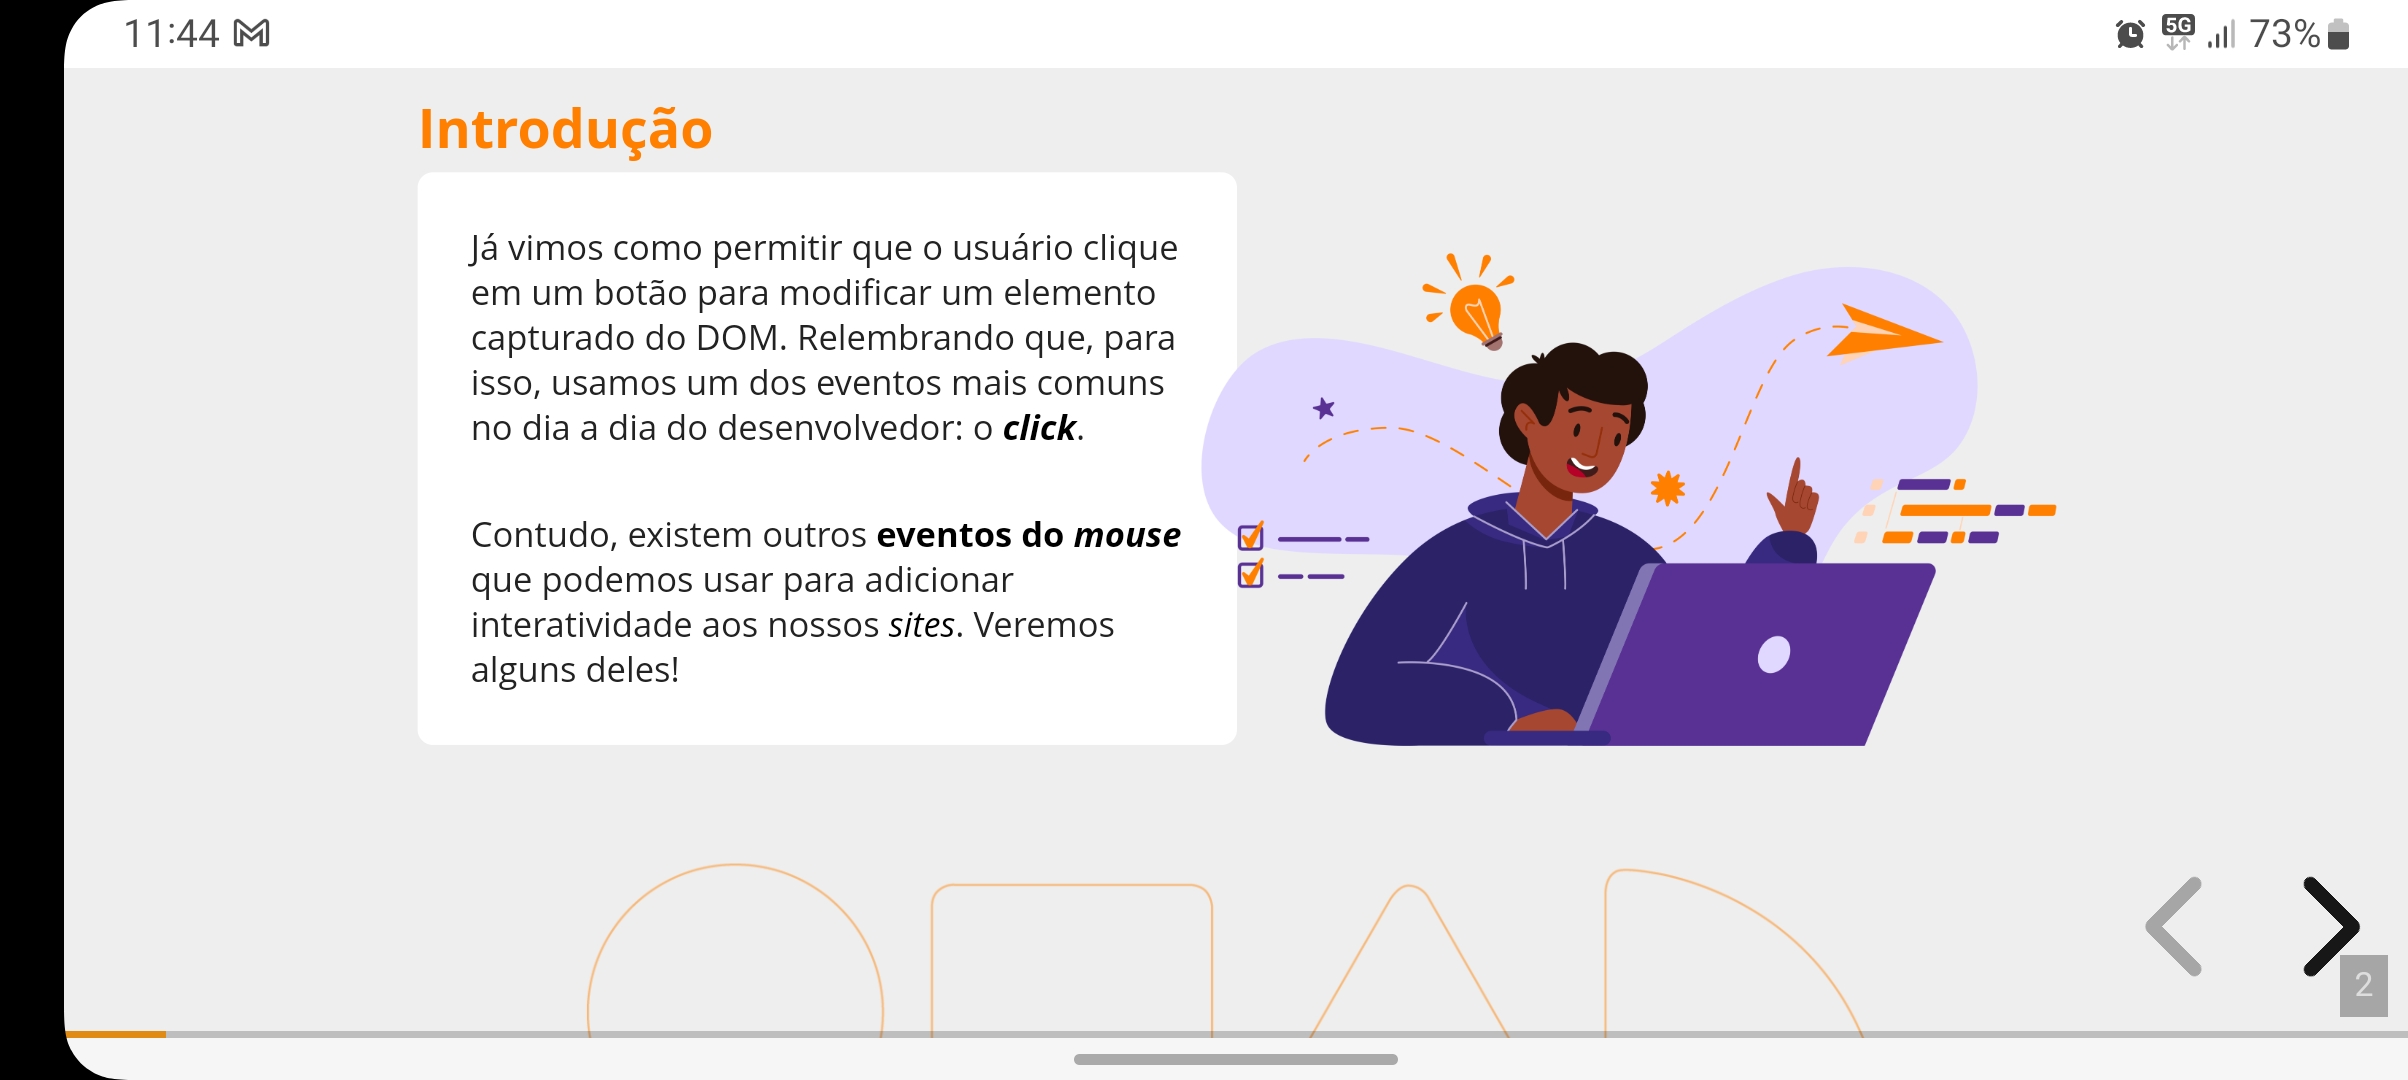 11:44
5G
73%
Introdução
Já vimos como permitir que o usuário clique
em um botão para modificar um elemento
capturado do DOM. Relembrando que, para
isso, usamos um dos eventos mais comuns
no dia a dia do desenvolvedor: o click.
Contudo, existem outros eventos do mouse
que podemos usar para adicionar
interatividade aos nossos sites. Veremos
alguns deles!
2